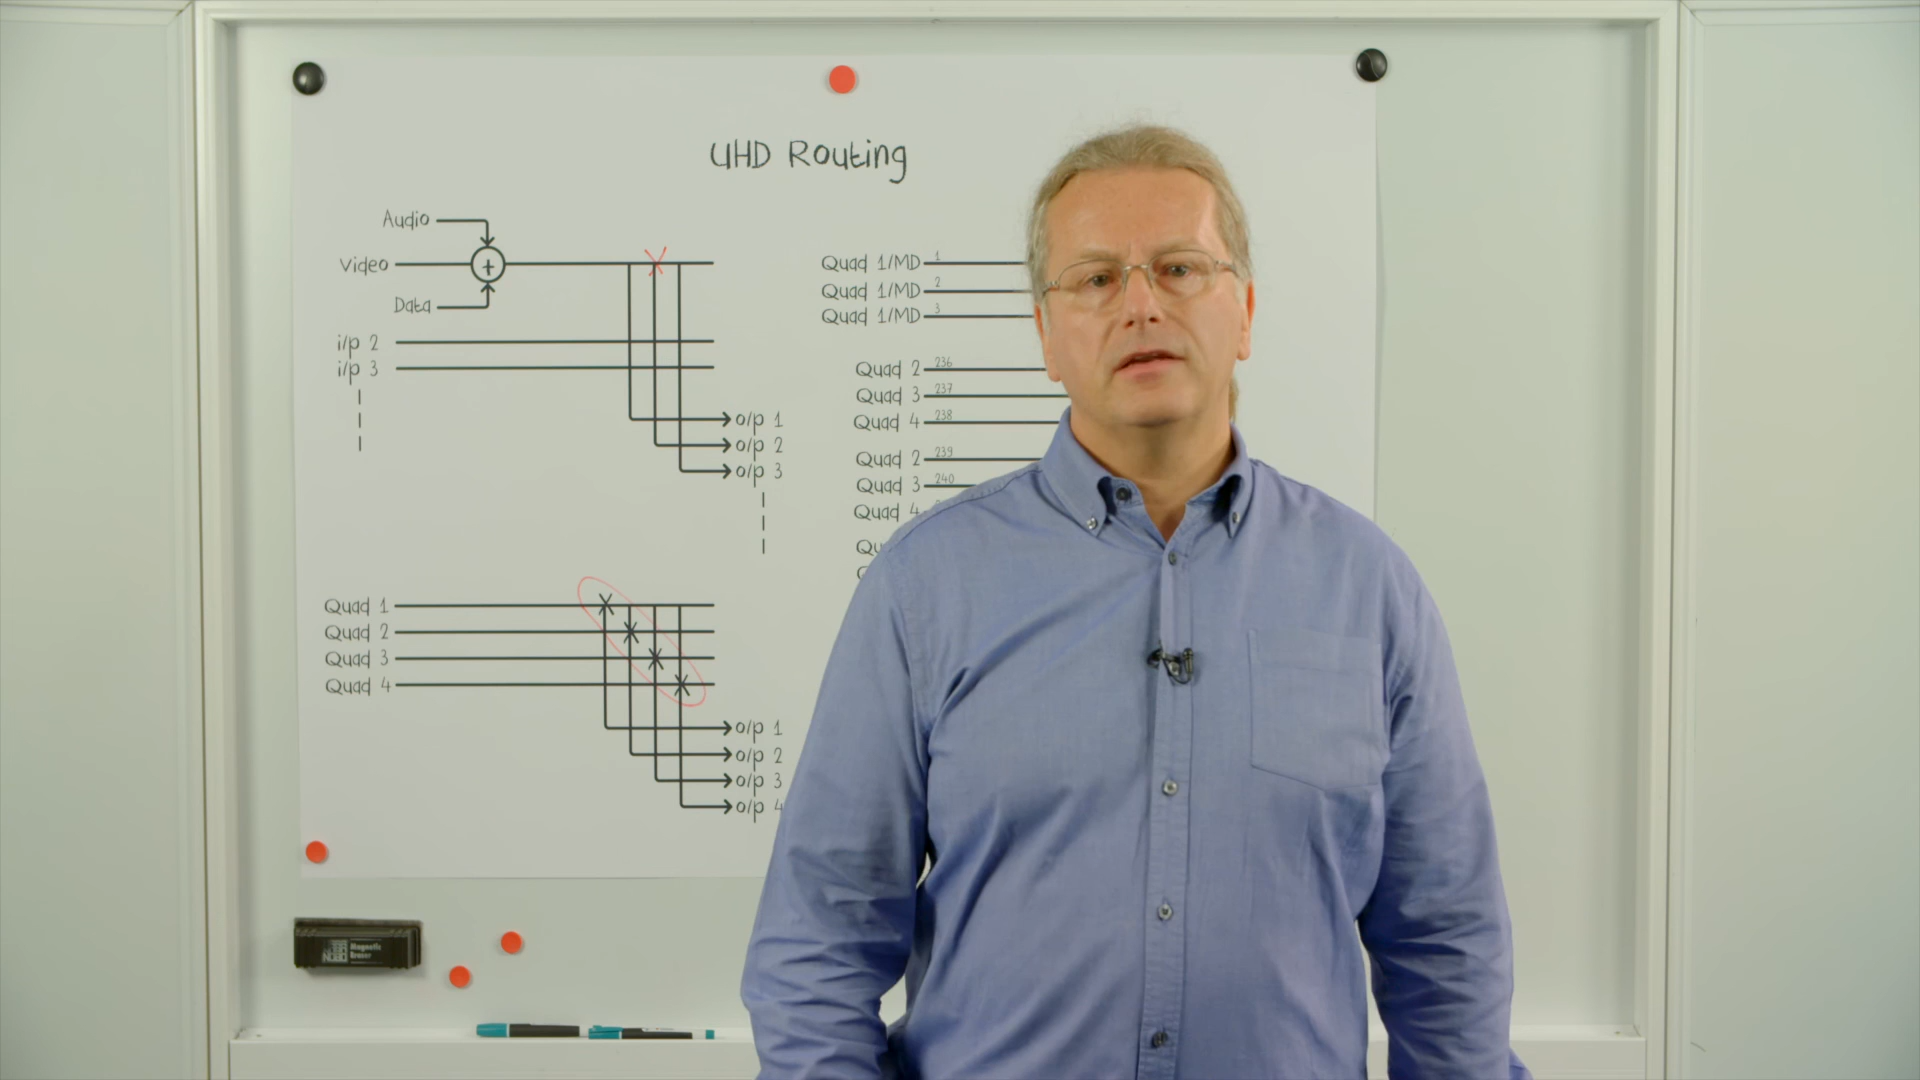 UHD Routing
Audio
Video
+
Data
i/p 2
i/p 3
o/p 1
o/p 2
o/p 3
Quad 1/MD 1
Quad 1/MD 2
Quad 1/MD 3
Quad 2 236
Quad 3 237
Quad 4 238
Quad 2 239
Quad 3 240
Quad 4
Quad 1
Quad 2
Quad 3
Quad 4
o/p 1
o/p 2
o/p 3
o/p 4
Magnetic
Eraser